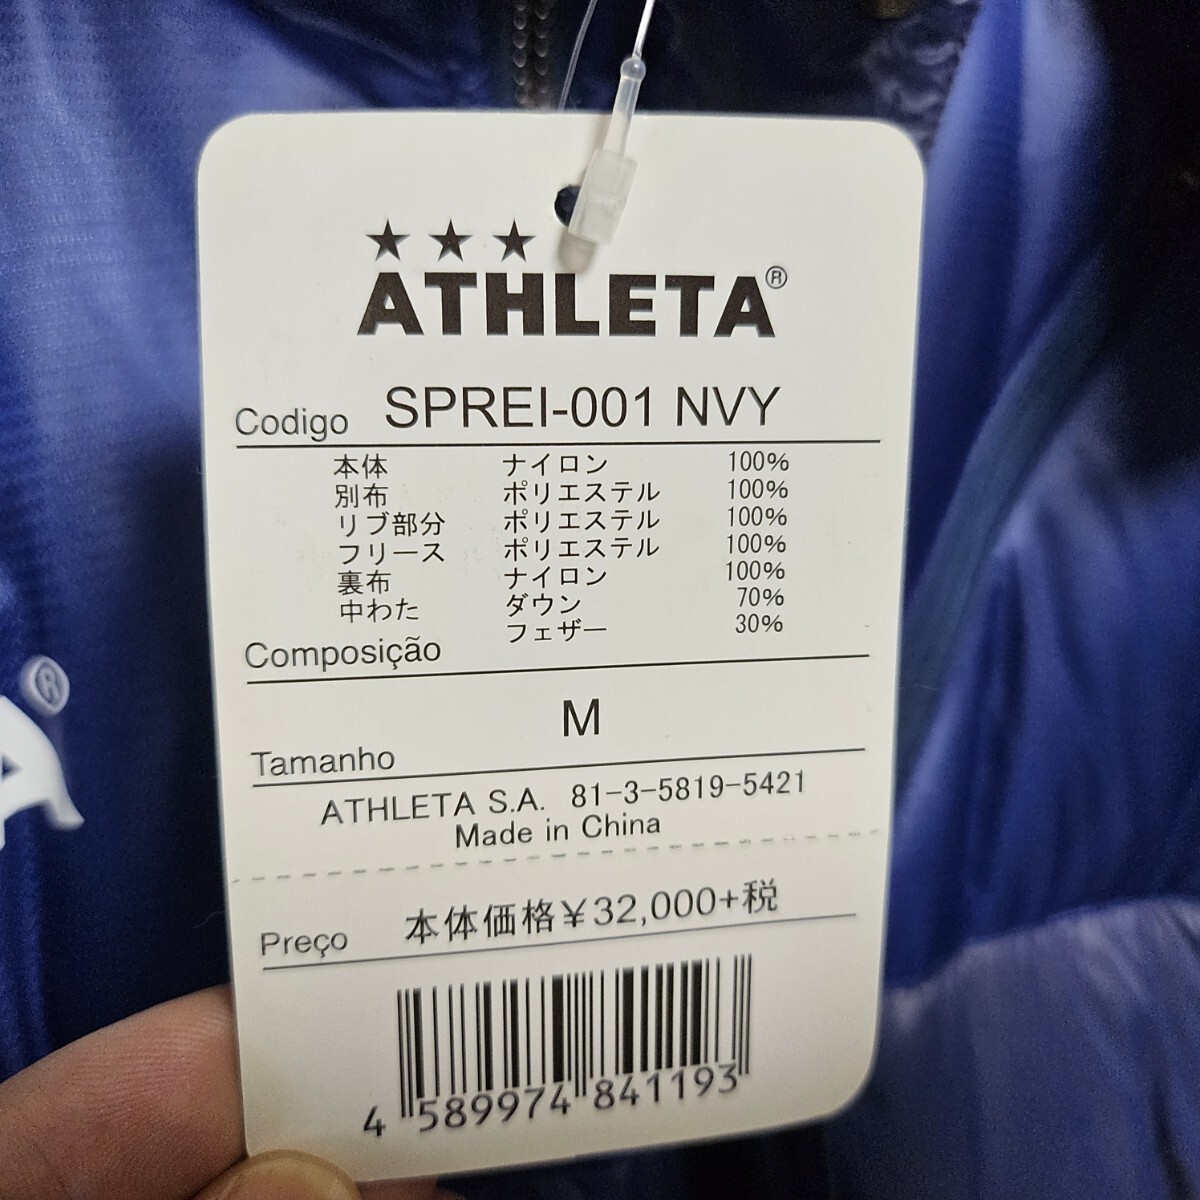 ★★★
ATHLETA®
Codigo SPREI-001 NVY
本体 ナイロン 100%
別布 ポリエステル 100%
リブ部分 ポリエステル 100%
フリース ポリエステル 100%
裏布 ナイロン 100%
中わた ダウン 70%
フェザー 30%
Composição
M
Tamanho
ATHLETA S.A. 81-3-5819-5421
Made in China
本体価格¥32,000+税
Preço
4 589974 841193
A®